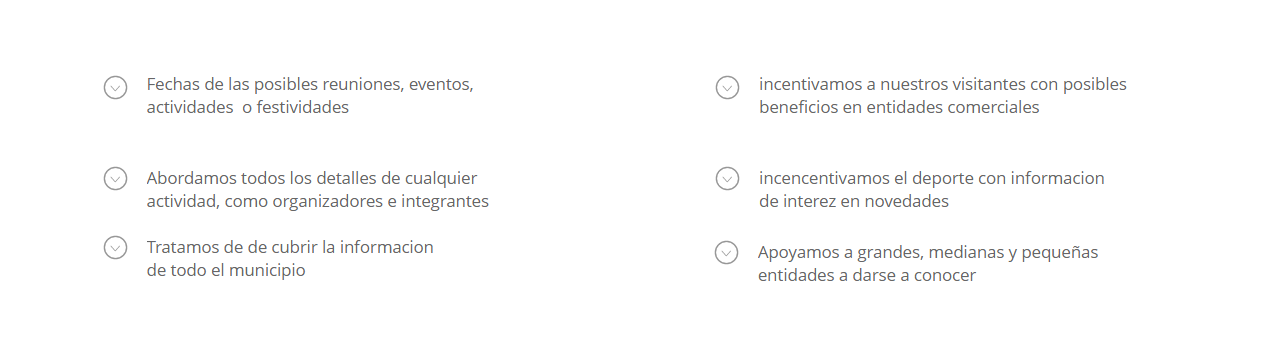 Fechas de las posibles reuniones, eventos,
actividades  o festividades
Abordamos todos los detalles de cualquier
actividad, como organizadores e integrantes
Tratamos de de cubrir la informacion
de todo el municipio
incentivamos a nuestros visitantes con posibles
beneficios en entidades comerciales
incencentivamos el deporte con informacion
de interez en novedades
Apoyamos a grandes, medianas y pequeñas
entidades a darse a conocer